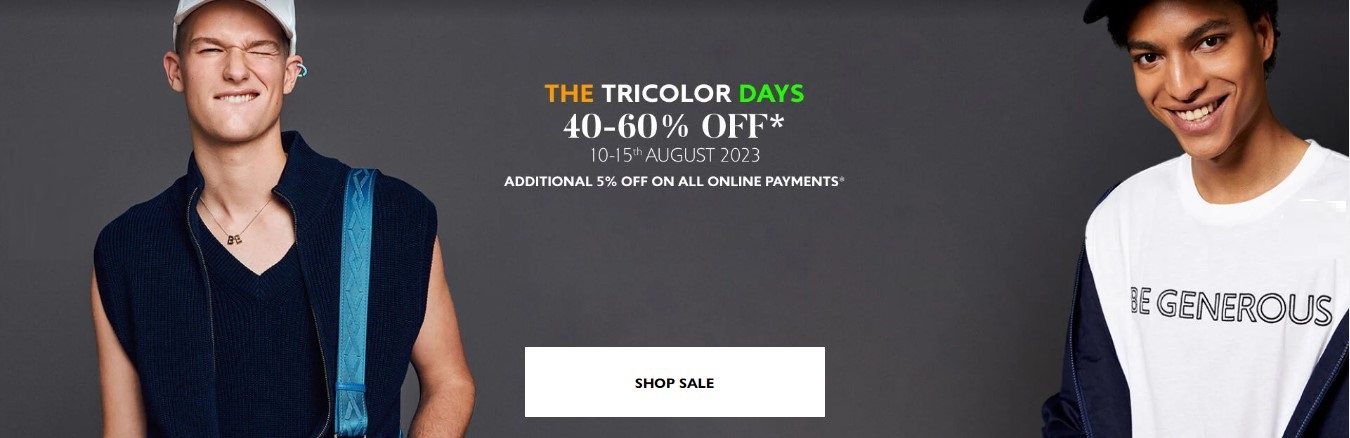 THE TRICOLOR DAYS
40-60% OFF*
10-15th AUGUST 2023
ADDITIONAL 5% OFF ON ALL ONLINE PAYMENTS*
BE
BE GENEROUS
SHOP SALE